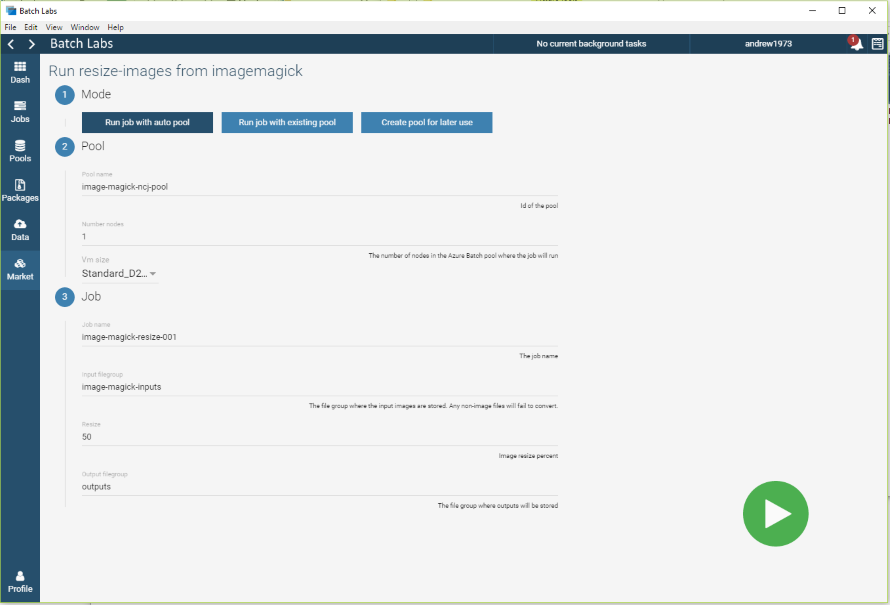 Batch Labs
File Edit View Window Help
Batch Labs
No current background tasks
andrew1973
1
Dash
Jobs
Pools
Packages
Data
Market
Profile
Run resize-images from imagemagick
1 Mode
Run job with auto pool
Run job with existing pool
Create pool for later use
2 Pool
Pool name
image-magick-ncj-pool
Id of the pool
Number nodes
1
The number of nodes in the Azure Batch pool where the job will run
Vm size
Standard_D2...
3 Job
Job name
image-magick-resize-001
The job name
Input filegroup
image-magick-inputs
The file group where the input images are stored. Any non-image files will fail to convert.
Resize
50
Image resize percent
Output filegroup
outputs
The file group where outputs will be stored